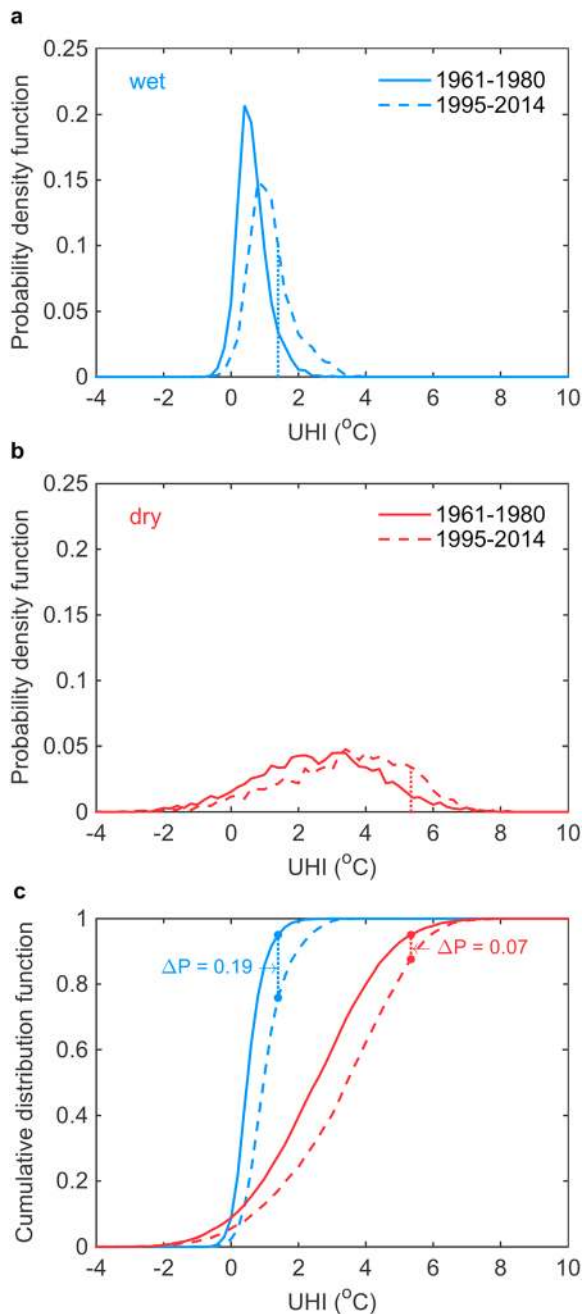 a
0.25
wet
1961-1980
1995-2014
0.2
0.15
0.1
0.05
0
Probability density function
-4 -2 0 2 4 6 8 10
UHI (°C)
b
0.25
dry
1961-1980
1995-2014
0.2
0.15
0.1
0.05
0
Probability density function
-4 -2 0 2 4 6 8 10
UHI (°C)
c
1
ΔP = 0.19
ΔP = 0.07
0.8
0.6
0.4
0.2
0
Cumulative distribution function
-4 -2 0 2 4 6 8 10
UHI (°C)